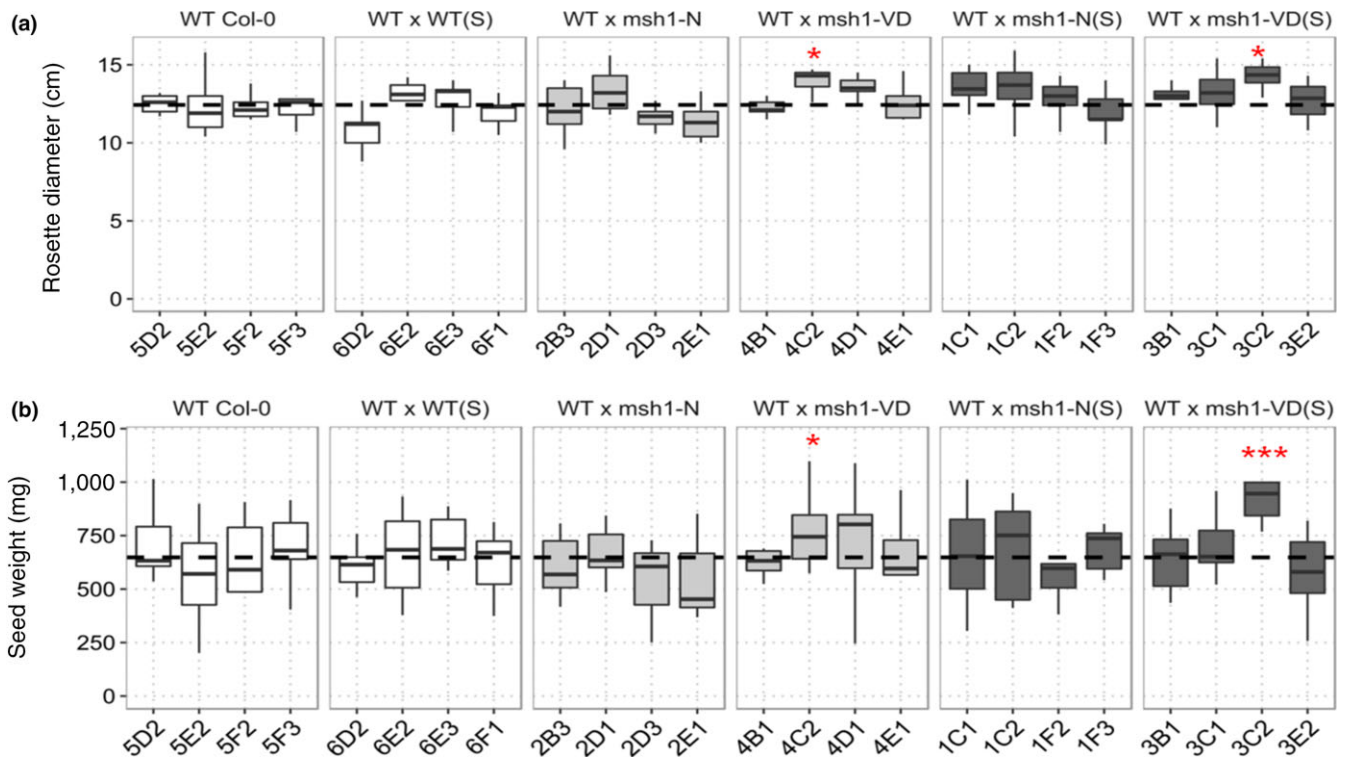 (a)
WT Col-0 WT x WT(S) WT x msh1-N WT x msh1-VD WT x msh1-N(S) WT x msh1-VD(S)
Rosette diameter (cm)
15
10
5
0
* *
5D2 5E2 5F2 5F3 6D2 6E2 6E3 6F1 2B3 2D1 2D3 2E1 4B1 4C2 4D1 4E1 1C1 1C2 1F2 1F3 3B1 3C1 3C2 3E2
(b)
WT Col-0 WT x WT(S) WT x msh1-N WT x msh1-VD WT x msh1-N(S) WT x msh1-VD(S)
Seed weight (mg)
1,250
1,000
750
500
250
0
* ***
5D2 5E2 5F2 5F3 6D2 6E2 6E3 6F1 2B3 2D1 2D3 2E1 4B1 4C2 4D1 4E1 1C1 1C2 1F2 1F3 3B1 3C1 3C2 3E2